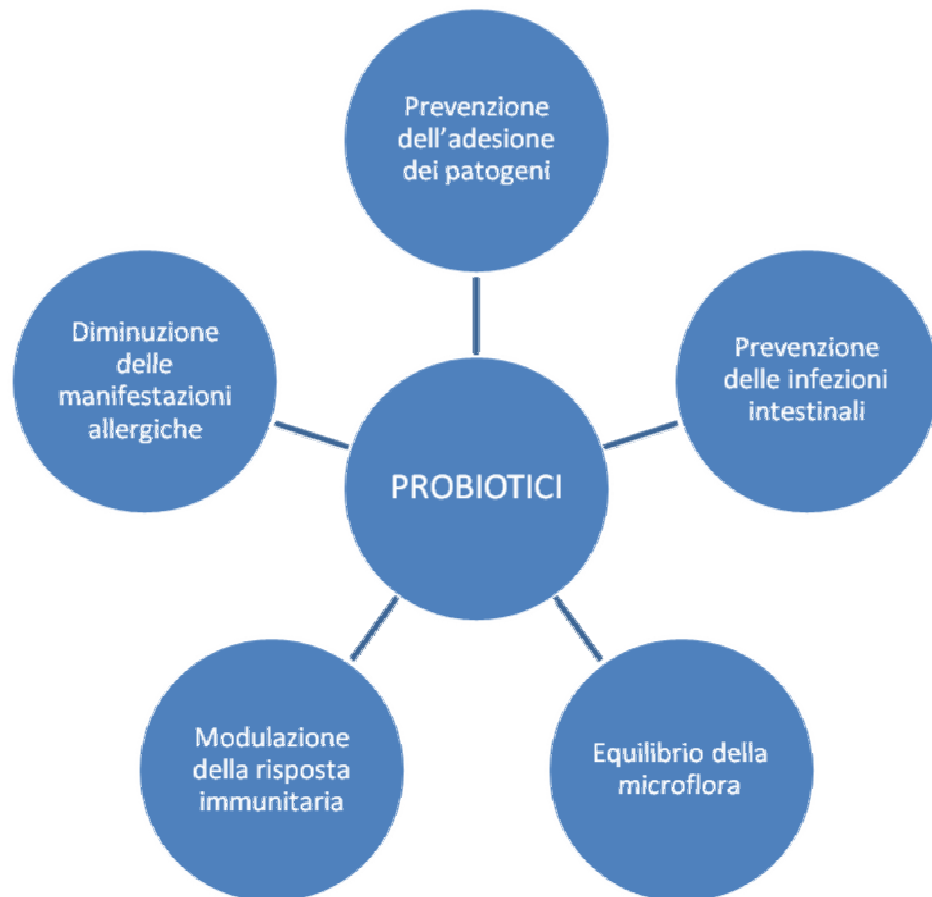 Prevenzione
dell’adesione
dei patogeni
Diminuzione
delle
manifestazioni
allergiche
Prevenzione
delle infezioni
intestinali
PROBIOTICI
Modulazione
della risposta
immunitaria
Equilibrio della
microflora